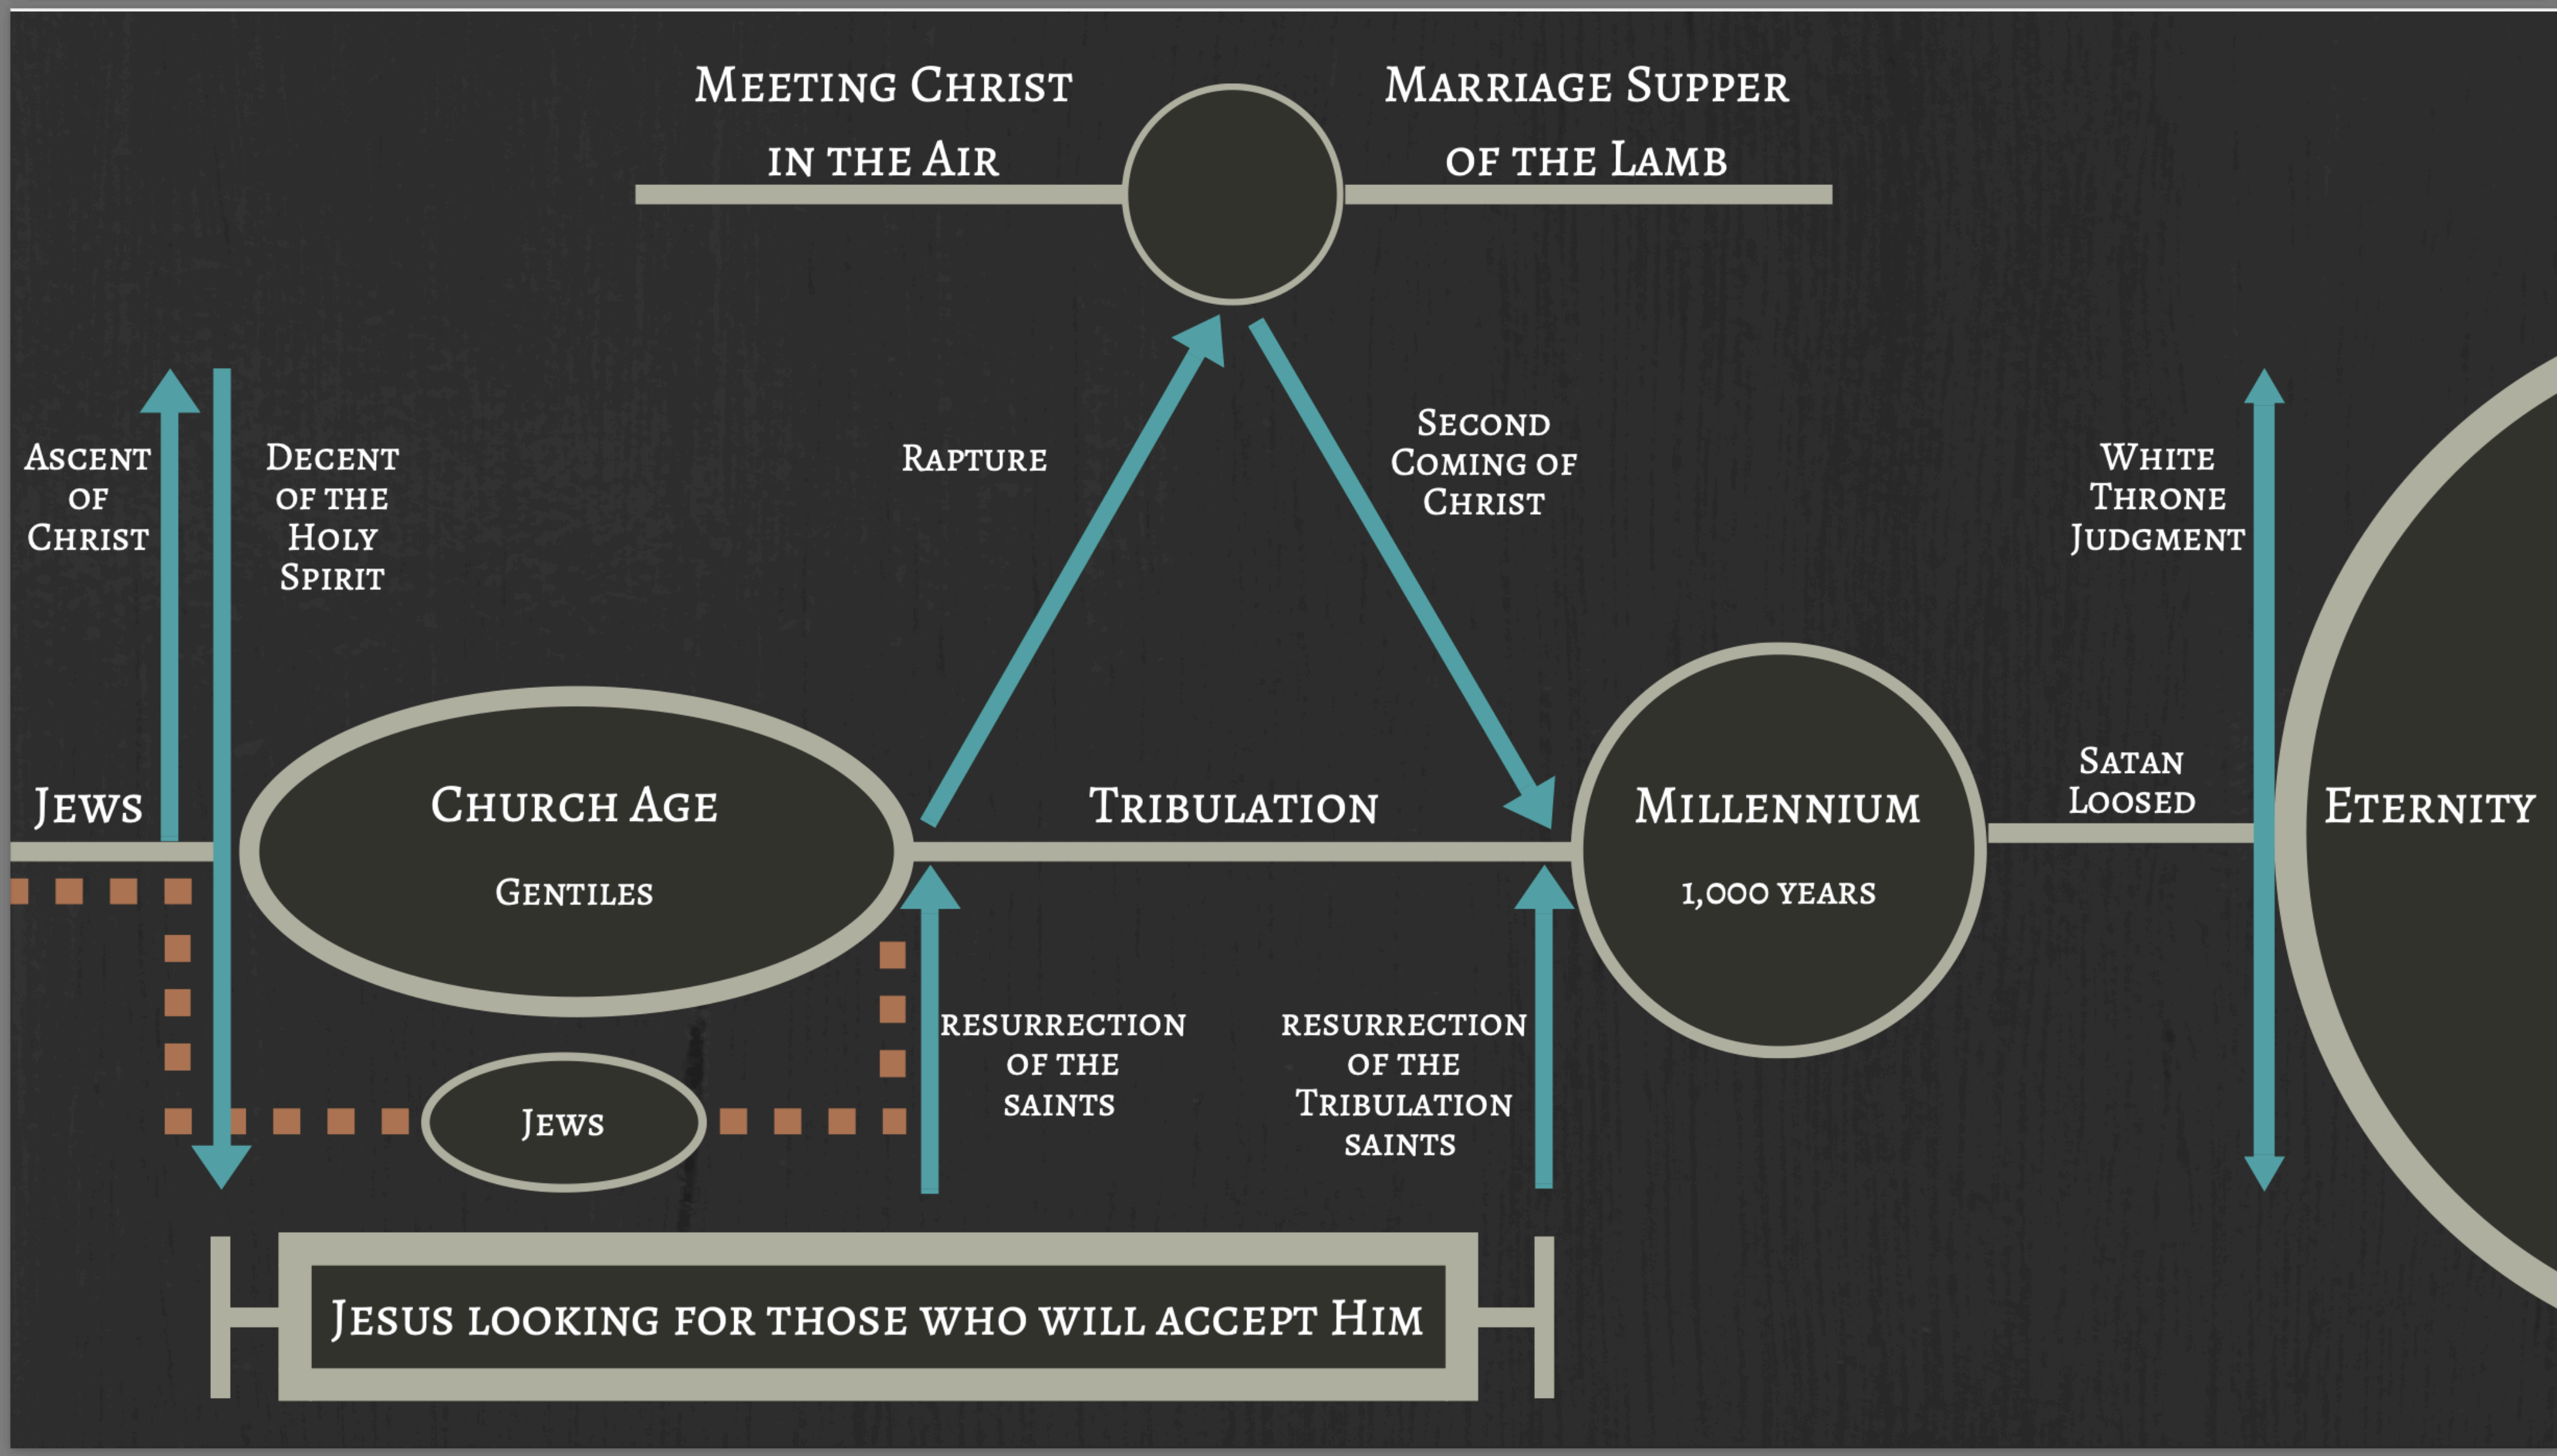 Meeting Christ
in the Air
Marriage Supper
of the Lamb
Ascent
of
Christ
Decent
of the
Holy
Spirit
Rapture
Second
Coming of
Christ
White
Throne
Judgment
Jews
Church Age
Gentiles
Tribulation
Millennium
1,000 years
Satan
Loosed
Eternity
resurrection
of the
saints
resurrection
of the
Tribulation
saints
Jews
Jesus looking for those who will accept Him